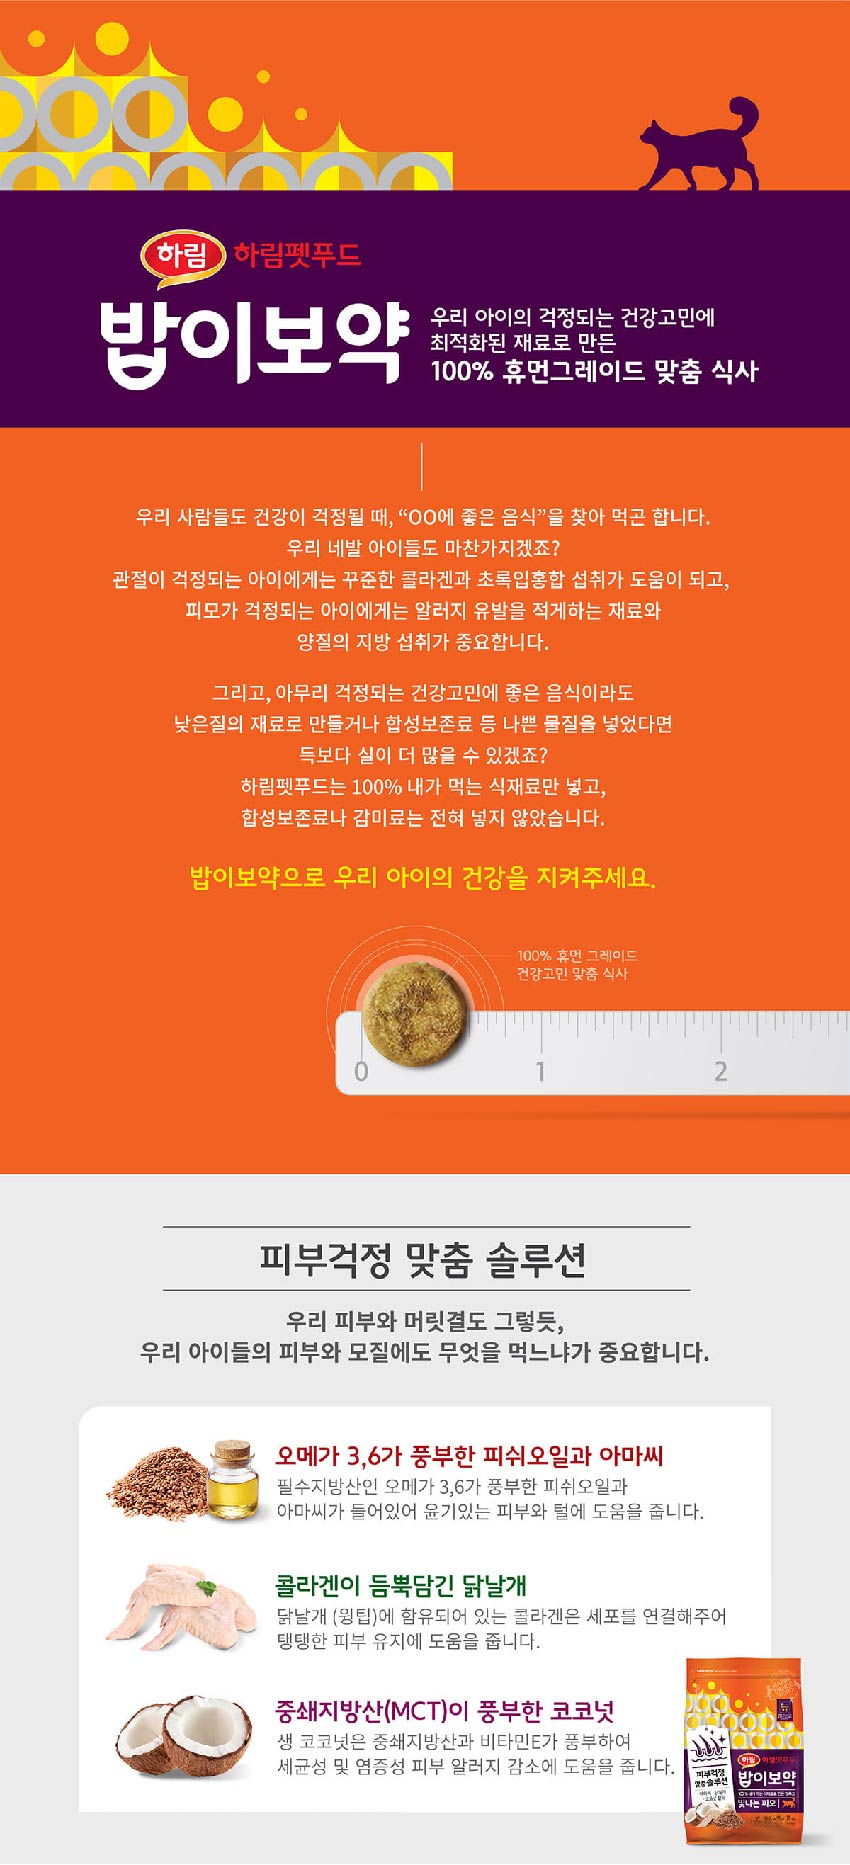 하림 하림펫푸드
밥이보약
우리 아이의 걱정되는 건강고민에
최적화된 재료로 만든
100% 휴먼그레이드 맞춤 식사
우리 사람들도 건강이 걱정될 때, “OO에 좋은 음식”을 찾아 먹곤 합니다.
우리 네발 아이들도 마찬가지겠죠?
관절이 걱정되는 아이에게는 꾸준한 콜라겐과 초록입홍합 섭취가 도움이 되고,
피모가 걱정되는 아이에게는 알러지 유발을 적게하는 재료와
양질의 지방 섭취가 중요합니다.
그리고, 아무리 걱정되는 건강고민에 좋은 음식이라도
낮은질의 재료로 만들거나 합성보존료 등 나쁜 물질을 넣었다면
득보다 실이 더 많을 수 있겠죠?
하림펫푸드는 100% 내가 먹는 식재료만 넣고,
합성보존료나 감미료는 전혀 넣지 않았습니다.
밥이보약으로 우리 아이의 건강을 지켜주세요.
100% 휴먼 그레이드
건강고민 맞춤 식사
0 1 2
피부걱정 맞춤 솔루션
우리 피부와 머릿결도 그렇듯,
우리 아이들의 피부와 모질에도 무엇을 먹느냐가 중요합니다.
오메가 3,6가 풍부한 피쉬오일과 아마씨
필수지방산인 오메가 3,6가 풍부한 피쉬오일과
아마씨가 들어있어 윤기있는 피부와 털에 도움을 줍니다.
콜라겐이 듬뿍담긴 닭날개
닭날개 (윙팁)에 함유되어 있는 콜라겐은 세포를 연결해주어
탱탱한 피부 유지에 도움을 줍니다.
중쇄지방산(MCT)이 풍부한 코코넛
생 코코넛은 중쇄지방산과 비타민E가 풍부하여
세균성 및 염증성 피부 알러지 감소에 도움을 줍니다.
피부걱정
맞춤솔루션
하림 하림펫푸드
밥이보약
빛나는 피모